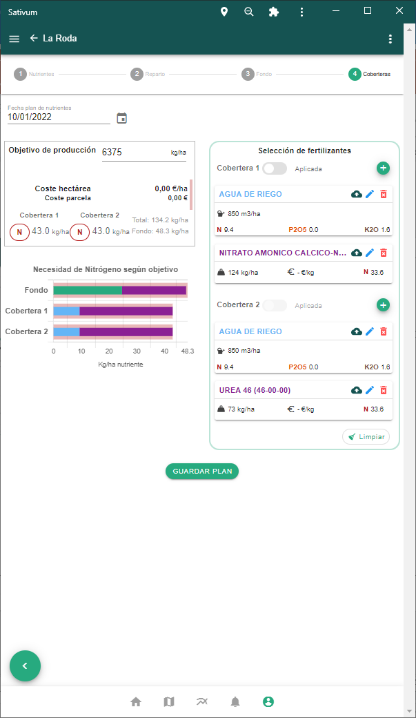 Sativum
La Roda
1 Nutrientes 2 Reparto 3 Fondo 4 Coberteras
Fecha plan de nutrientes
10/01/2022
Objetivo de producción 6375 kg/ha
Coste hectárea 0,00 €/ha
Coste parcela 0,00 €
Cobertera 1 Cobertera 2 Total: 134.2 kg/ha
N 43.0 kg/ha N 43.0 kg/ha Fondo: 48.3 kg/ha
Necesidad de Nitrógeno según objetivo
Fondo
Cobertera 1
Cobertera 2
0 10 20 30 40 48.3
Kg/ha nutriente
Selección de fertilizantes
Cobertera 1 Aplicada
AGUA DE RIEGO
850 m3/ha
N 9.4 P2O5 0.0 K2O 1.6
NITRATO AMONICO CALCICO-N...
124 kg/ha € - €/kg N 33.6
Cobertera 2 Aplicada
AGUA DE RIEGO
850 m3/ha
N 9.4 P2O5 0.0 K2O 1.6
UREA 46 (46-00-00)
73 kg/ha € - €/kg N 33.6
Limpiar
GUARDAR PLAN